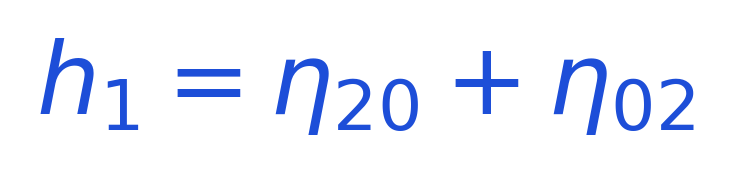 h₁ = η₂₀ + η₀₂